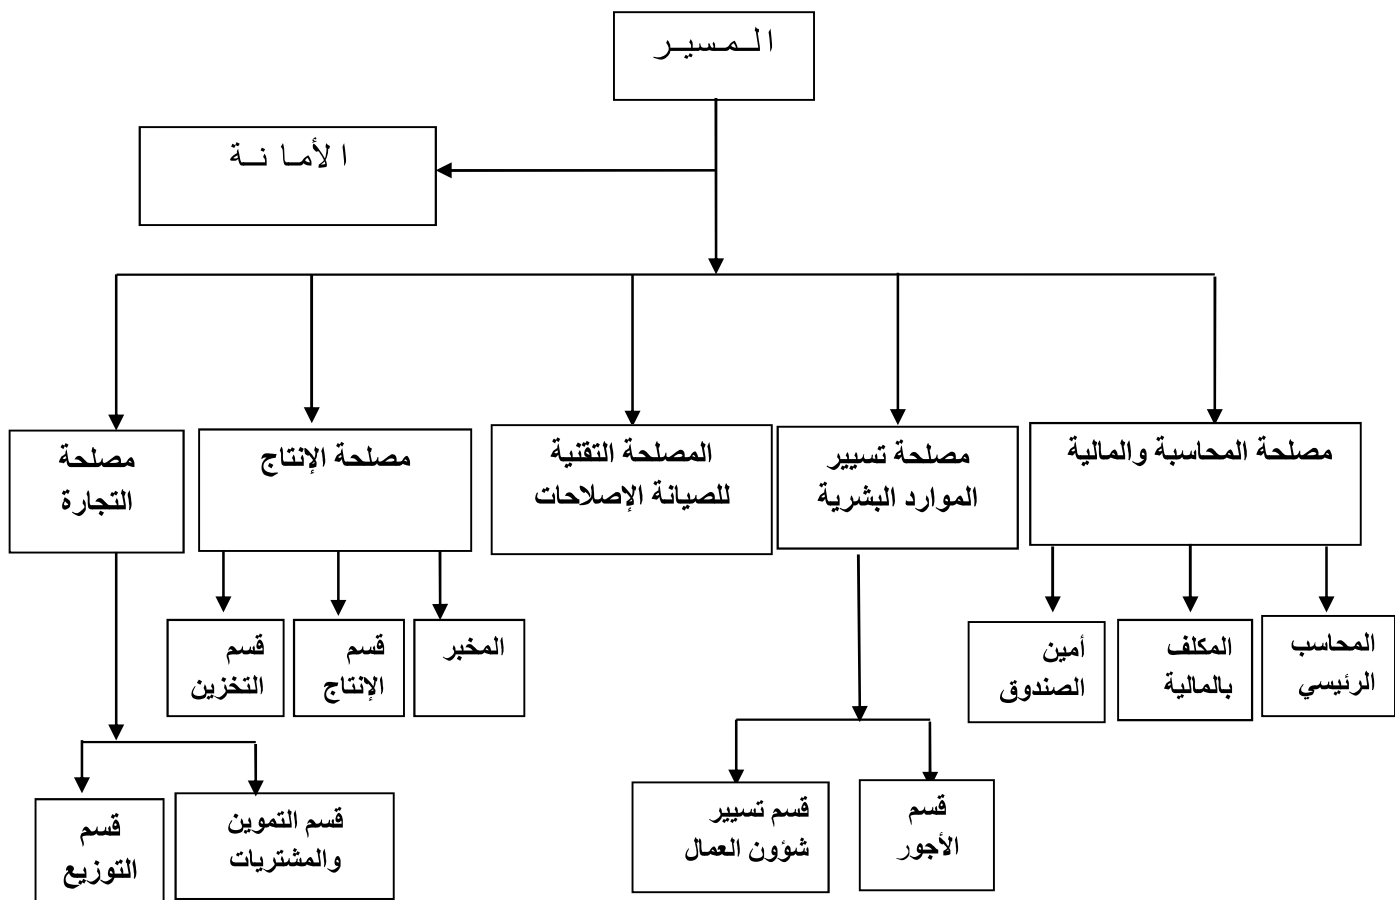 المسير
الأمانة
مصلحة المحاسبة والمالية
مصلحة تسيير
الموارد البشرية
المصلحة التقنية
للصيانة الإصلاحات
مصلحة الإنتاج
مصلحة
التجارة
المحاسب
الرئيسي
المكلف
بالمالية
أمين
الصندوق
المخبر
قسم
الإنتاج
قسم
التخزين
قسم
الأجور
قسم تسيير
شؤون العمال
قسم التموين
والمشتريات
قسم
التوزيع